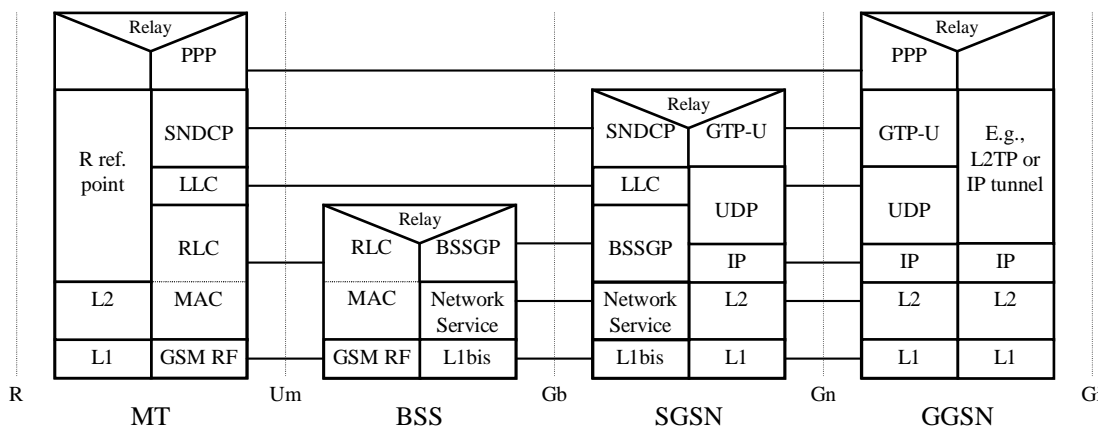 Relay
PPP
SNDCP
R ref.
point
LLC
RLC
L2
MAC
L1
GSM RF
Relay
RLC
BSSGP
MAC
Network
Service
GSM RF
L1bis
Relay
SNDCP
GTP-U
LLC
UDP
BSSGP
IP
Network
Service
L2
L1bis
L1
Relay
PPP
GTP-U
E.g.,
L2TP or
IP tunnel
UDP
IP
IP
L2
L2
L1
L1
R
Um
Gb
Gn
MT
BSS
SGSN
GGSN